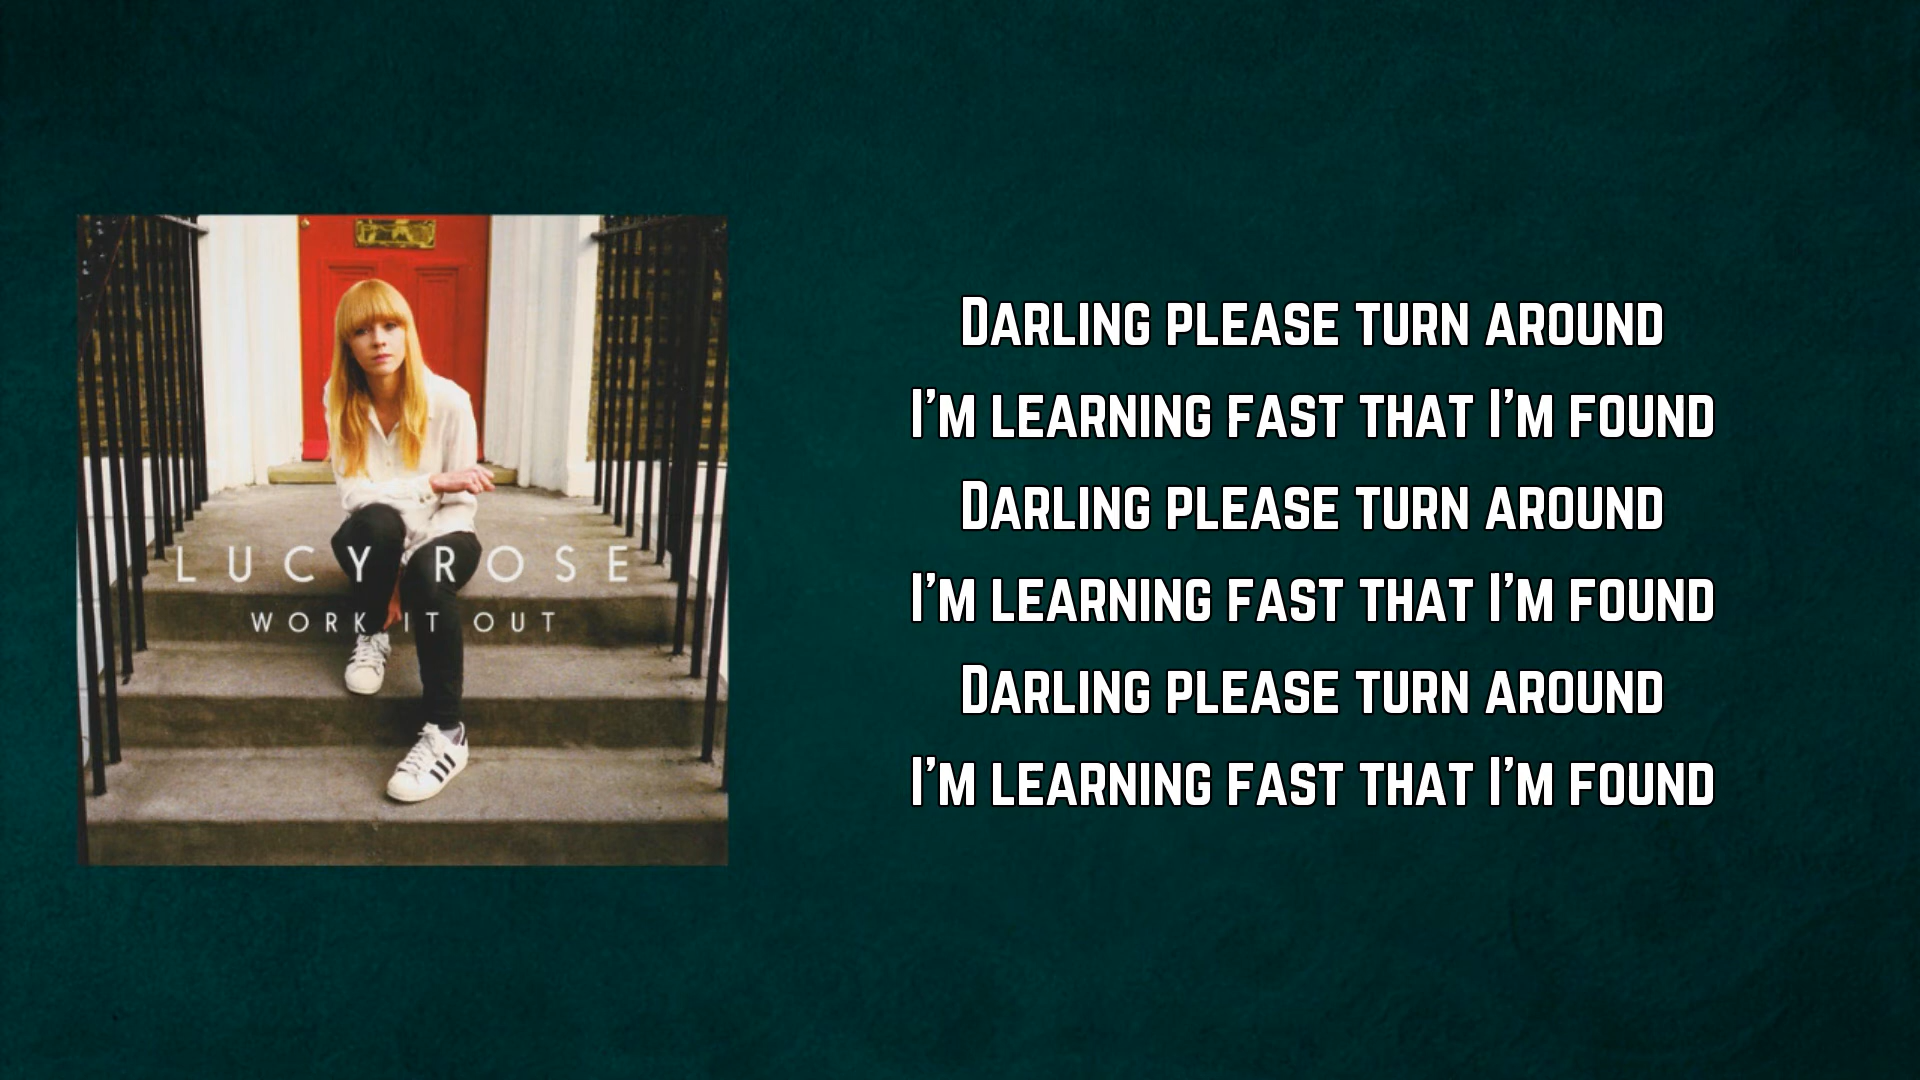 LUCY ROSE
WORK IT OUT
Darling please turn around
I'm learning fast that I'm found
Darling please turn around
I'm learning fast that I'm found
Darling please turn around
I'm learning fast that I'm found